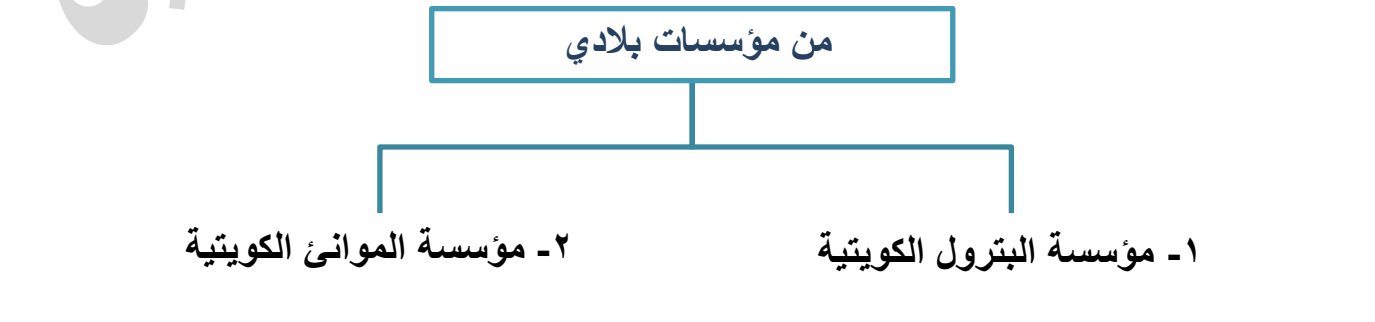 من مؤسسات بلادي
١- مؤسسة البترول الكويتية
٢- مؤسسة الموانئ الكويتية